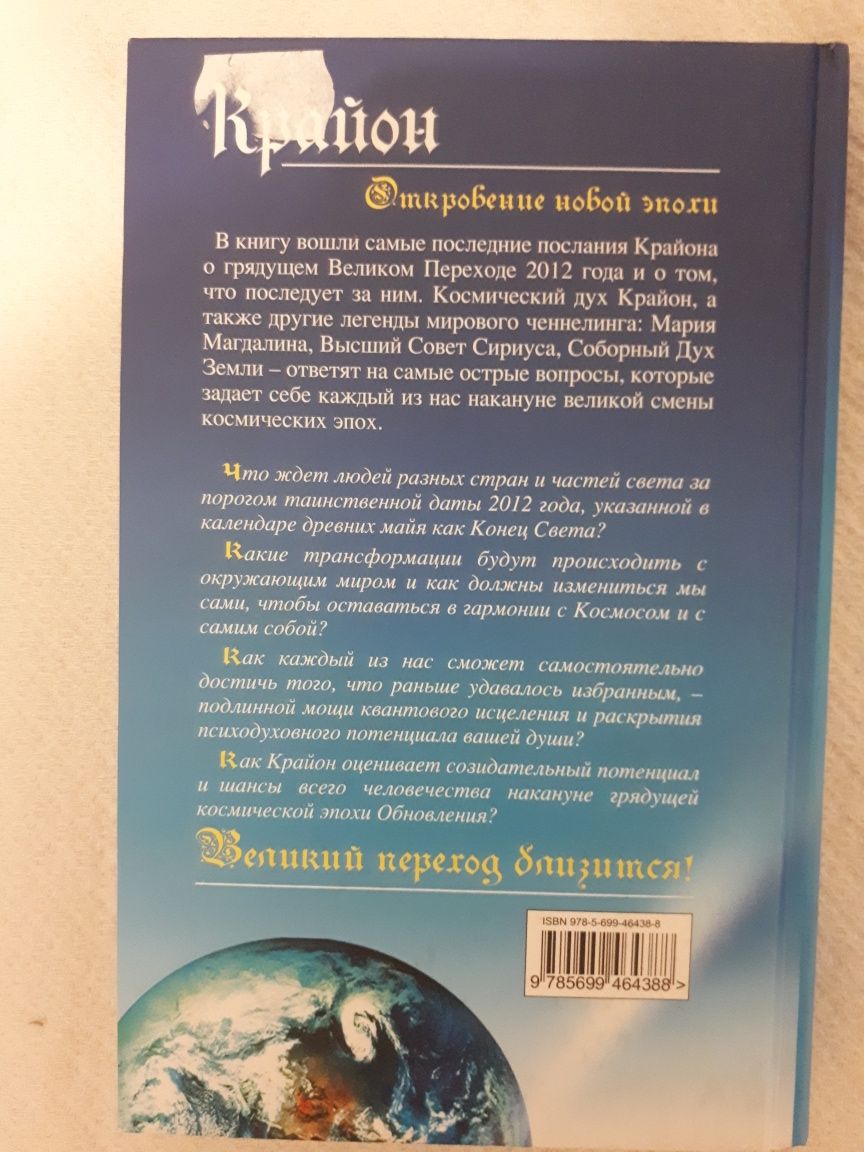 Крайон
Откровение новой эпохи
В книгу вошли самые последние послания Крайона
о грядущем Великом Переходе 2012 года и о том,
что последует за ним. Космический дух Крайон, а
также другие легенды мирового ченнелинга: Мария
Магдалина, Высший Совет Сириуса, Соборный Дух
Земли – ответят на самые острые вопросы, которые
задает себе каждый из нас накануне великой смены
космических эпох.
Что ждет людей разных стран и частей света за
порогом таинственной даты 2012 года, указанной в
календаре древних майя как Конец Света?
Какие трансформации будут происходить с
окружающим миром и как должны измениться мы
сами, чтобы оставаться в гармонии с Космосом и с
самим собой?
Как каждый из нас сможет самостоятельно
достичь того, что раньше удавалось избранным, –
подлинной мощи квантового исцеления и раскрытия
психодуховного потенциала вашей души?
Как Крайон оценивает созидательный потенциал
и шансы всего человечества накануне грядущей
космической эпохи Обновления?
Великий переход близится!
ISBN 978-5-699-46438-8
9 785699 464388 >